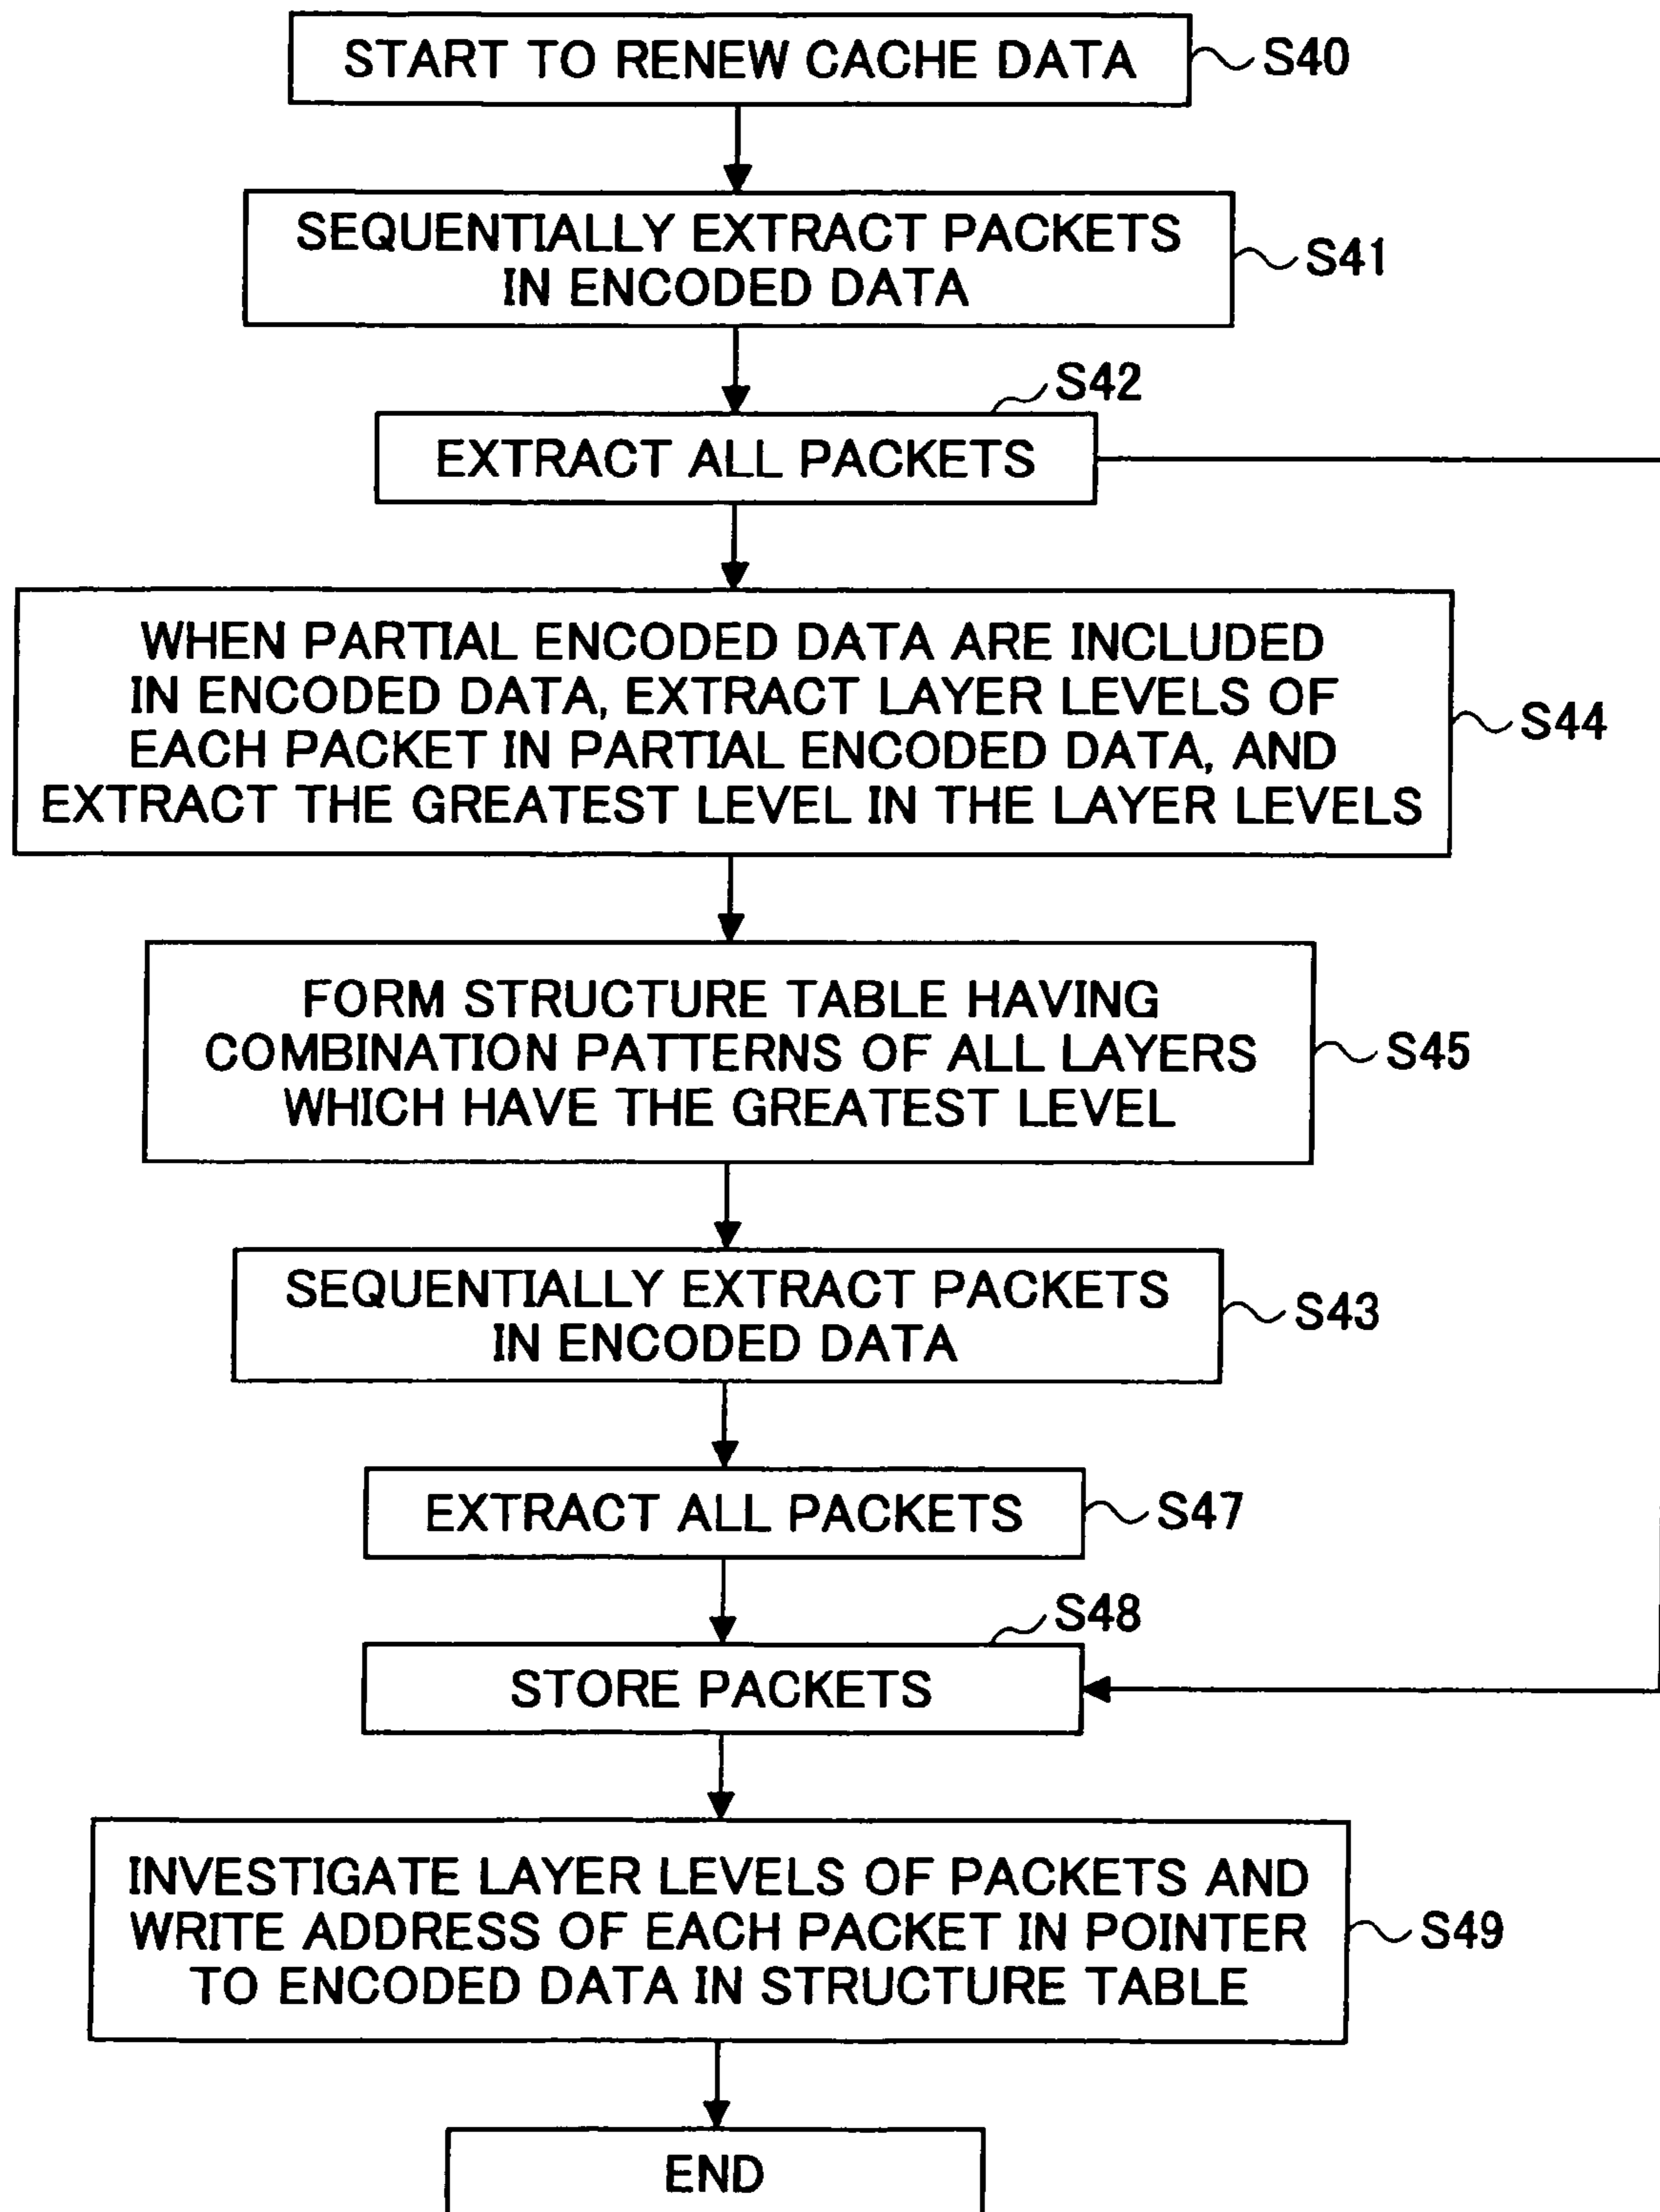 START TO RENEW CACHE DATA
S40
SEQUENTIALLY EXTRACT PACKETS
IN ENCODED DATA
S41
S42
EXTRACT ALL PACKETS
WHEN PARTIAL ENCODED DATA ARE INCLUDED
IN ENCODED DATA, EXTRACT LAYER LEVELS OF
EACH PACKET IN PARTIAL ENCODED DATA, AND
EXTRACT THE GREATEST LEVEL IN THE LAYER LEVELS
S44
FORM STRUCTURE TABLE HAVING
COMBINATION PATTERNS OF ALL LAYERS
WHICH HAVE THE GREATEST LEVEL
S45
SEQUENTIALLY EXTRACT PACKETS
IN ENCODED DATA
S43
EXTRACT ALL PACKETS
S47
S48
STORE PACKETS
INVESTIGATE LAYER LEVELS OF PACKETS AND
WRITE ADDRESS OF EACH PACKET IN POINTER
TO ENCODED DATA IN STRUCTURE TABLE
S49
END